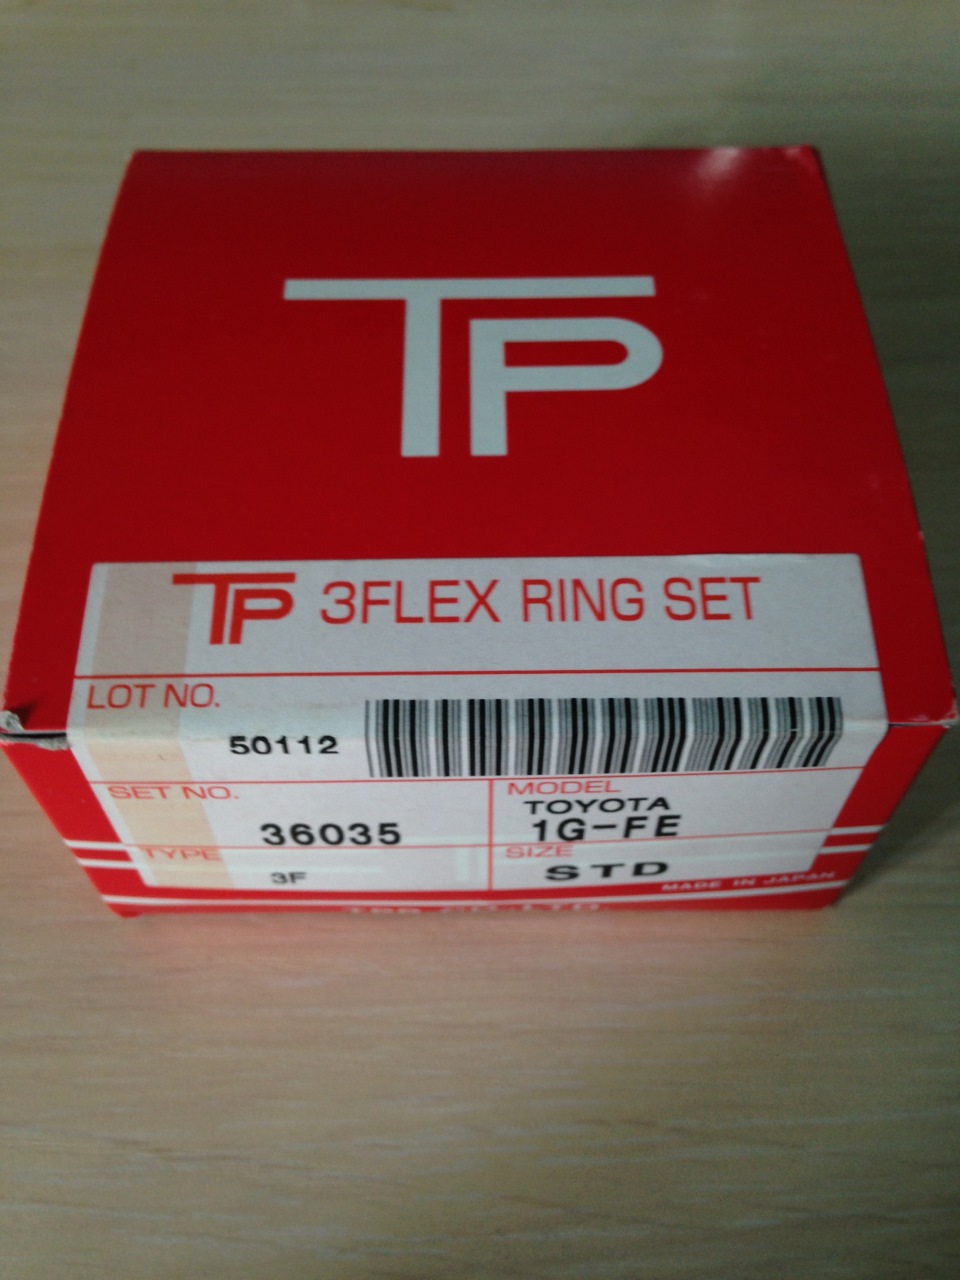 TP
TP 3FLEX RING SET
LOT NO.
50112
SET NO.
36035
MODEL
TOYOTA
1G-FE
TYPE
3F
SIZE
STD
MADE IN JAPAN